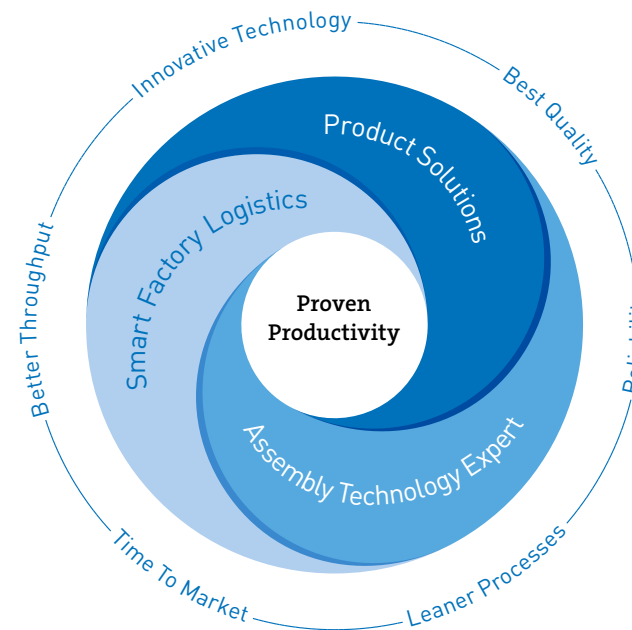 Innovative Technology
Best Quality
Product Solutions
Smart Factory Logistics
Better Throughput
Proven
Productivity
Assembly Technology Expert
Time To Market
Leaner Processes